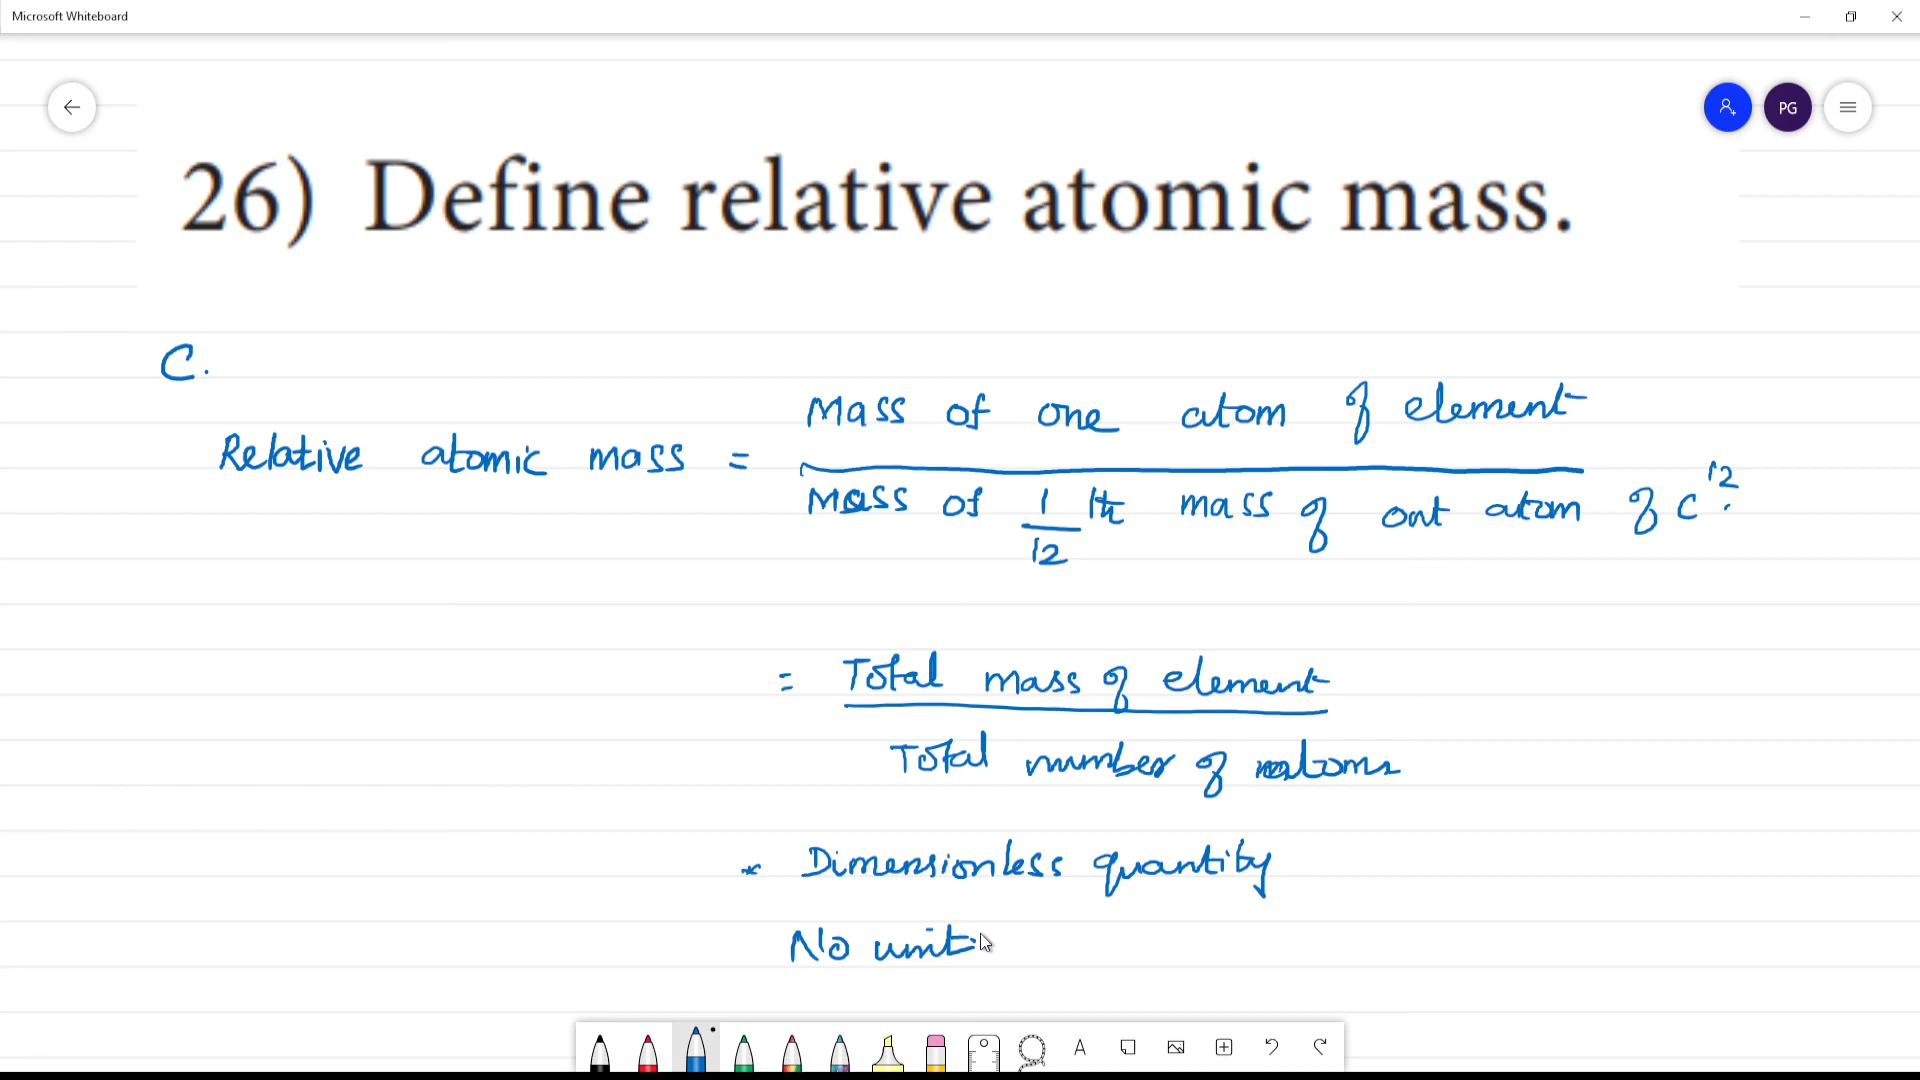 Microsoft Whiteboard
PG
26) Define relative atomic mass.
C.
Relative atomic mass = Mass of one atom of element
Mass of 1/12 th mass of ont atom of C12.
= Total mass of element
Total number of atoms
* Dimensionless quantity
No unit.
A